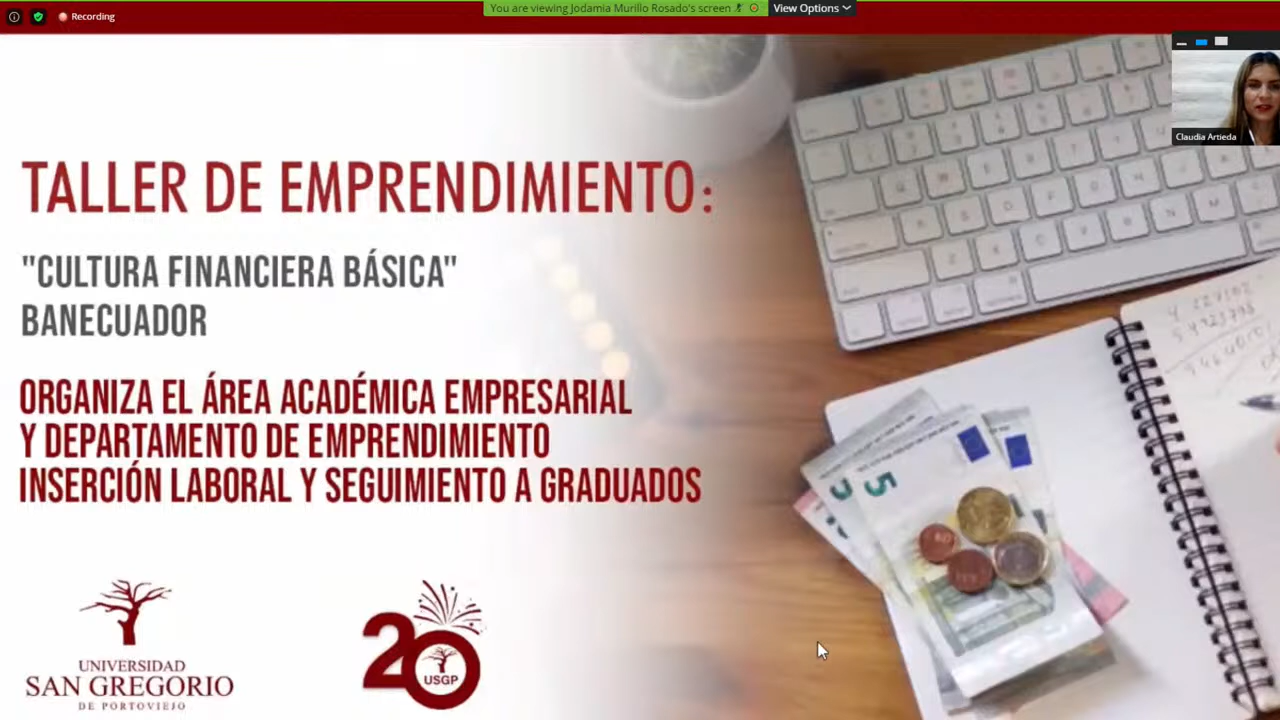 Recording
You are viewing Jodamia Murillo Rosado's screen
View Options
Claudia Artieda
TALLER DE EMPRENDIMIENTO:
"CULTURA FINANCIERA BÁSICA"
BANECUADOR
ORGANIZA EL ÁREA ACADÉMICA EMPRESARIAL
Y DEPARTAMENTO DE EMPRENDIMIENTO
INSERCIÓN LABORAL Y SEGUIMIENTO A GRADUADOS
5
UNIVERSIDAD
SAN GREGORIO
DE PORTOVIEJO
20
USGP